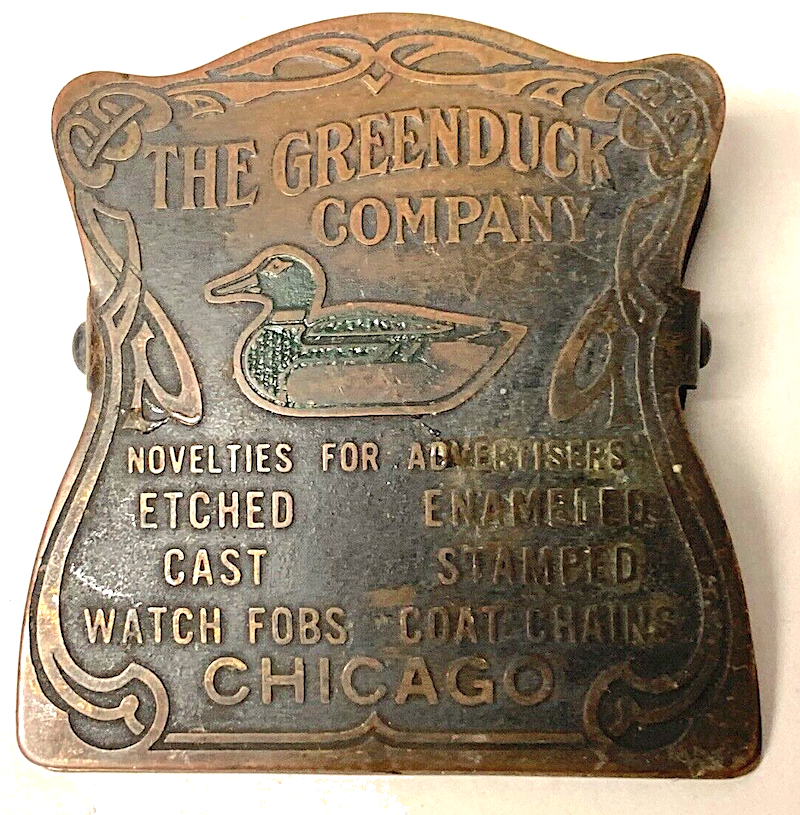 THE GREENDUCK
COMPANY
NOVELTIES FOR ADVERTISERS
ETCHED ENAMELED
CAST STAMPED
WATCH FOBS COAT CHAINS
CHICAGO